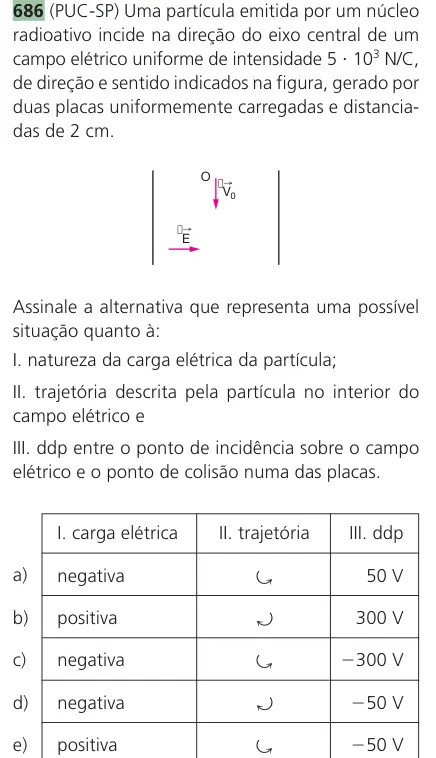 686 (PUC-SP) Uma partícula emitida por um núcleo
radioativo incide na direção do eixo central de um
campo elétrico uniforme de intensidade 5 · 10³ N/C,
de direção e sentido indicados na figura, gerado por
duas placas uniformemente carregadas e distancia-
das de 2 cm.
O
V₀
E
Assinale a alternativa que representa uma possível
situação quanto à:
I. natureza da carga elétrica da partícula;
II. trajetória descrita pela partícula no interior do
campo elétrico e
III. ddp entre o ponto de incidência sobre o campo
elétrico e o ponto de colisão numa das placas.
I. carga elétrica II. trajetória III. ddp
a) negativa 50 V
b) positiva 300 V
c) negativa −300 V
d) negativa −50 V
e) positiva −50 V